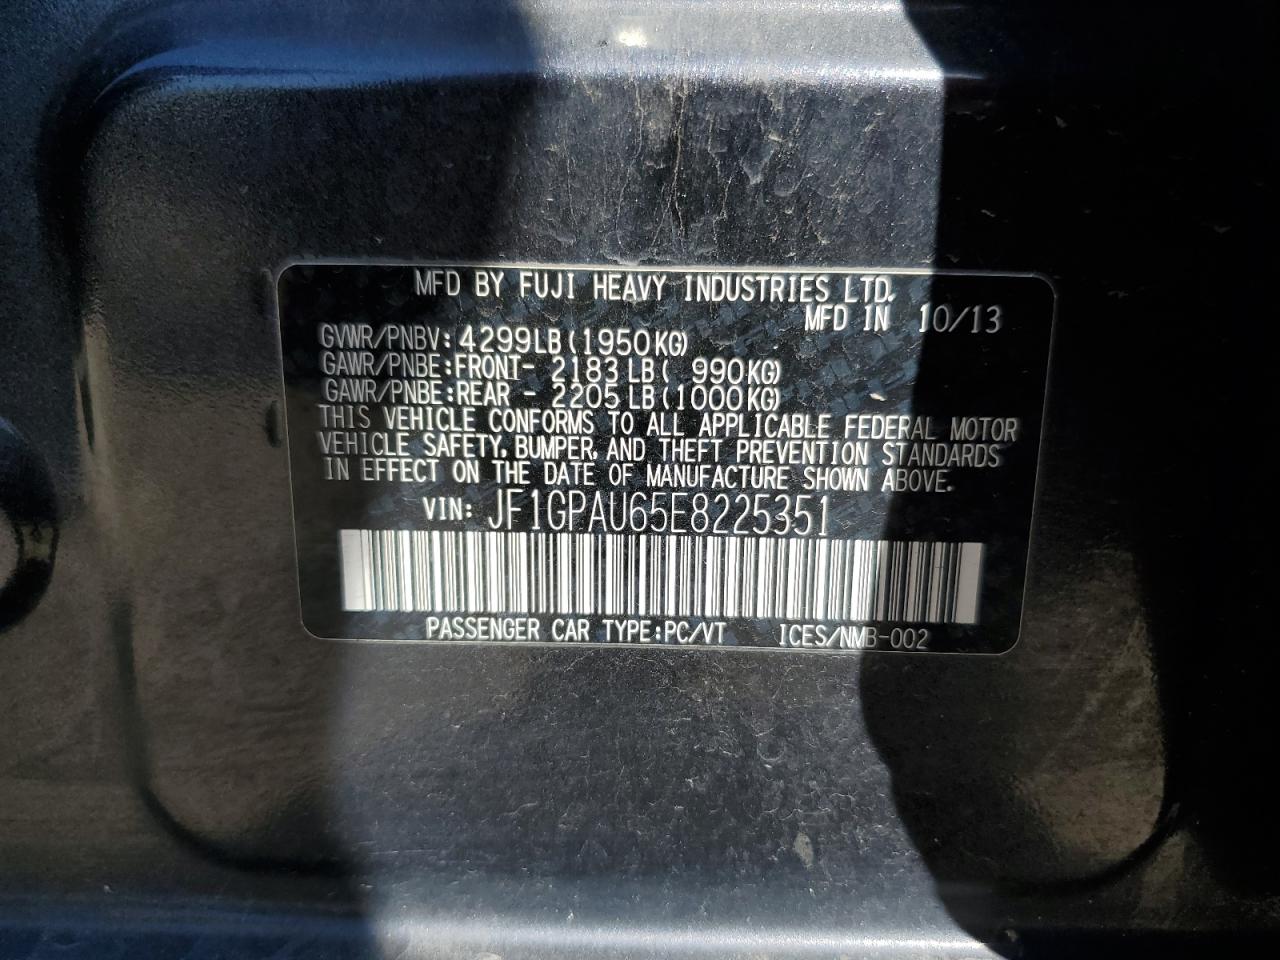 MFD BY FUJI HEAVY INDUSTRIES LTD.
MFD IN 10/13
GVWR/PNBV: 4299LB (1950KG)
GAWR/PNBE:FRONT- 2183 LB ( 990KG)
GAWR/PNBE:REAR - 2205 LB (1000KG)
THIS VEHICLE CONFORMS TO ALL APPLICABLE FEDERAL MOTOR
VEHICLE SAFETY, BUMPER, AND THEFT PREVENTION STANDARDS
IN EFFECT ON THE DATE OF MANUFACTURE SHOWN ABOVE.
VIN: JF1GPAU65E8225351
PASSENGER CAR TYPE:PC/VT ICES/NMB-002